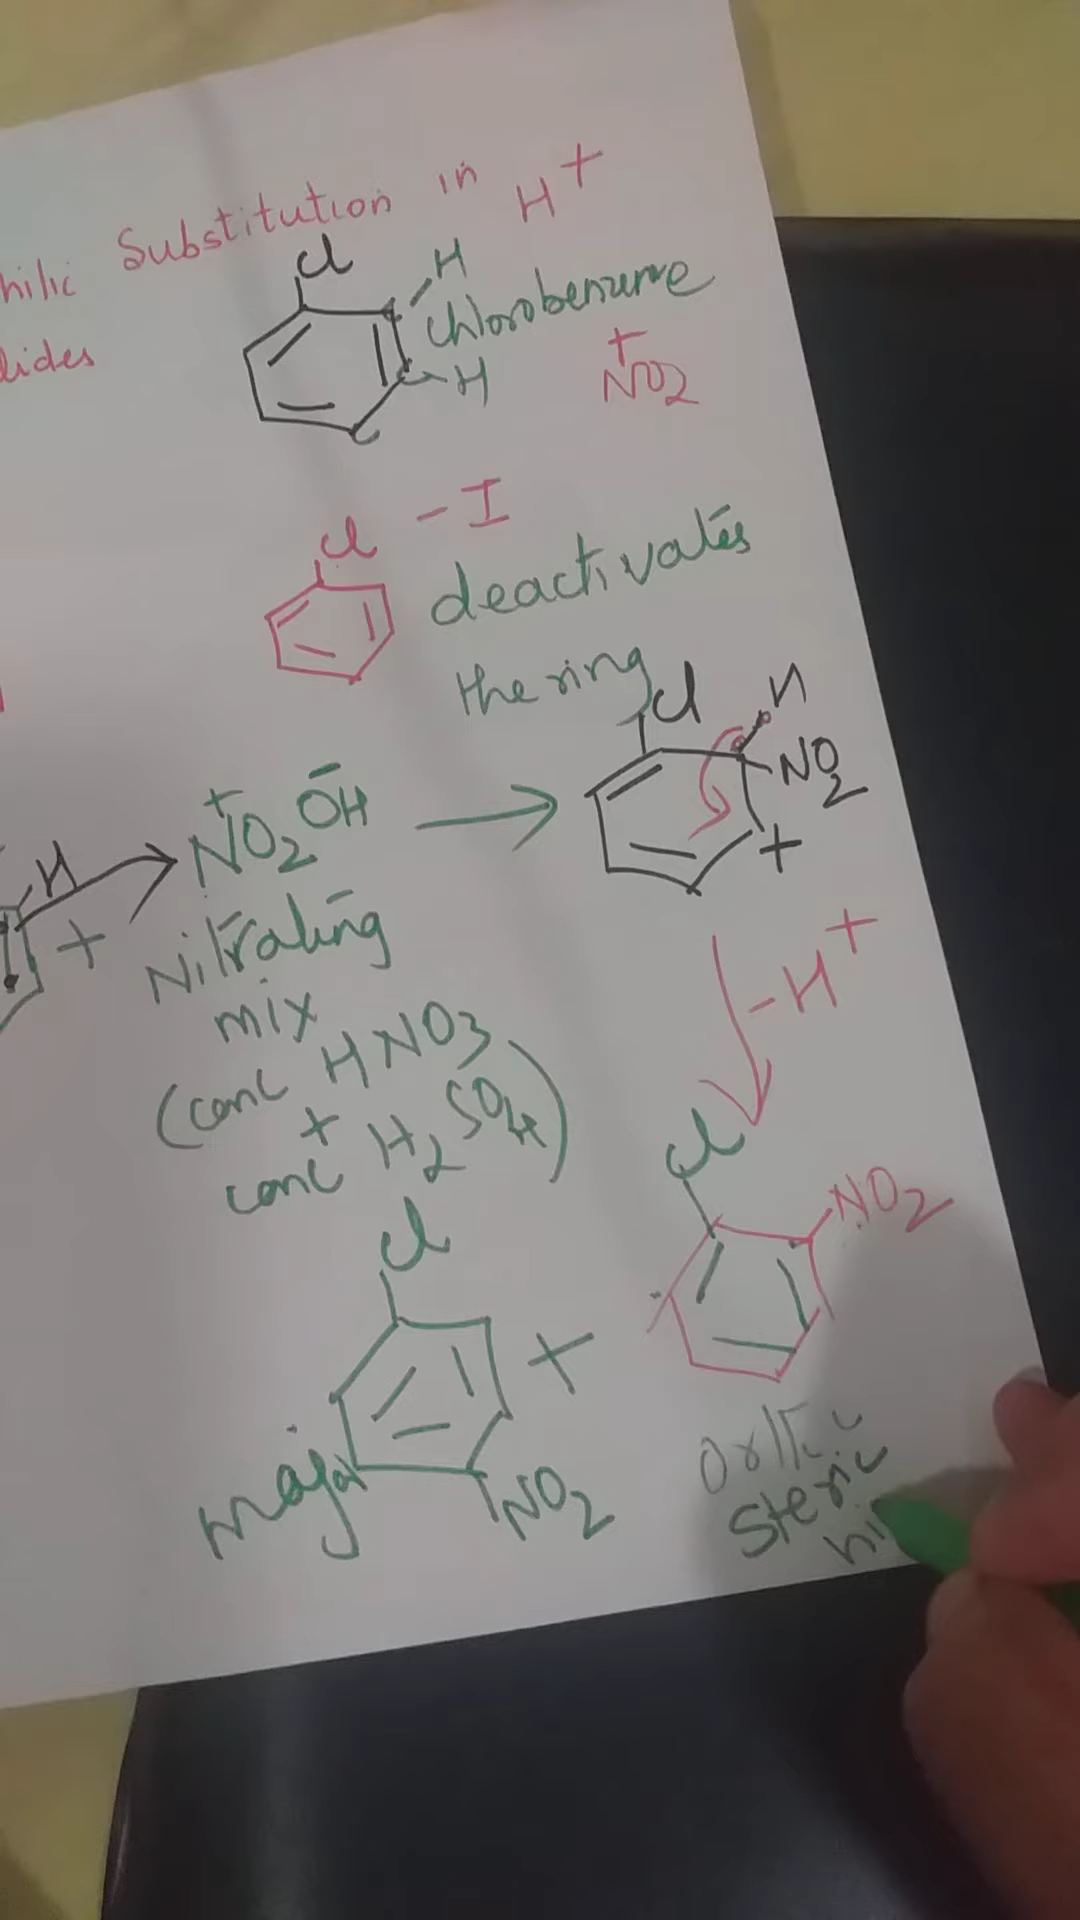 hilic Substitution in H+
lides
Cl
H
chlorobenzene
H
+
NO2
Cl - I
deactivates
the ring
Cl
H
NO2
+
H
+
+
NO2 OH
Nitrating
mix
(conc HNO3
+
conc H2SO4)
-H+
Cl
NO2
Cl
+
major
NO2
Ortho
Steric
hi